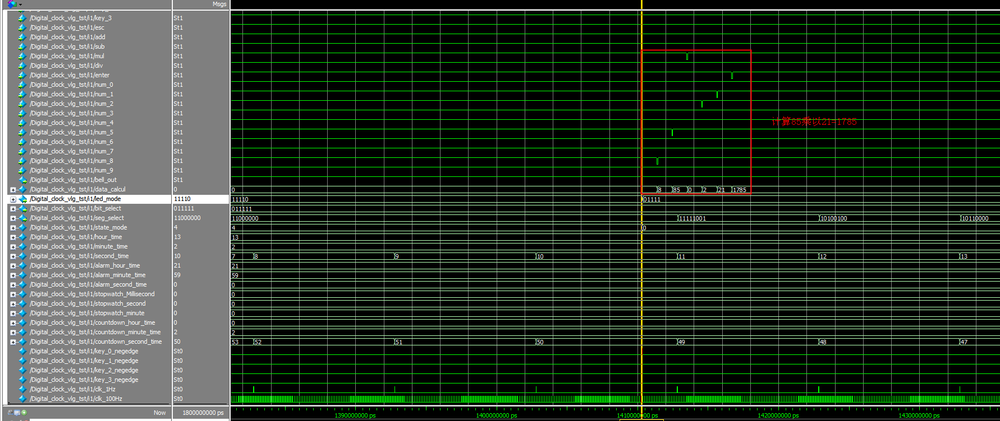 Msgs
/Digital_clock_vlg_tst/i1/key_3 St1
/Digital_clock_vlg_tst/i1/esc St1
/Digital_clock_vlg_tst/i1/add St1
/Digital_clock_vlg_tst/i1/sub St1
/Digital_clock_vlg_tst/i1/mul St1
/Digital_clock_vlg_tst/i1/div St1
/Digital_clock_vlg_tst/i1/enter St1
/Digital_clock_vlg_tst/i1/num_0 St1
/Digital_clock_vlg_tst/i1/num_1 St1
/Digital_clock_vlg_tst/i1/num_2 St1
/Digital_clock_vlg_tst/i1/num_3 St1
/Digital_clock_vlg_tst/i1/num_4 St1
计算85乘以21=1785
/Digital_clock_vlg_tst/i1/num_5 St1
/Digital_clock_vlg_tst/i1/num_6 St1
/Digital_clock_vlg_tst/i1/num_7 St1
/Digital_clock_vlg_tst/i1/num_8 St1
/Digital_clock_vlg_tst/i1/num_9 St1
/Digital_clock_vlg_tst/i1/bell_out St1
/Digital_clock_vlg_tst/i1/data_calcul 0 0 8 85 0 2 21 1785
/Digital_clock_vlg_tst/i1/led_mode 11110 11110 01111
/Digital_clock_vlg_tst/i1/bit_select 011111 011111
/Digital_clock_vlg_tst/i1/seg_select 11000000 11000000 11111001 10100100 10110000
/Digital_clock_vlg_tst/i1/state_mode 4 4 0
/Digital_clock_vlg_tst/i1/hour_time 13 13
/Digital_clock_vlg_tst/i1/minute_time 2 2
/Digital_clock_vlg_tst/i1/second_time 10 7 8 9 10 11 12 13
/Digital_clock_vlg_tst/i1/alarm_hour_time 21 21
/Digital_clock_vlg_tst/i1/alarm_minute_time 59 59
/Digital_clock_vlg_tst/i1/alarm_second_time 0 0
/Digital_clock_vlg_tst/i1/stopwatch_Millisecond 0 0
/Digital_clock_vlg_tst/i1/stopwatch_second 0 0
/Digital_clock_vlg_tst/i1/stopwatch_minute 0 0
/Digital_clock_vlg_tst/i1/countdown_hour_time 0 0
/Digital_clock_vlg_tst/i1/countdown_minute_time 2 2
/Digital_clock_vlg_tst/i1/countdown_second_time 50 53 52 51 50 49 48 47
/Digital_clock_vlg_tst/i1/key_0_negedge St0
/Digital_clock_vlg_tst/i1/key_1_negedge St0
/Digital_clock_vlg_tst/i1/key_2_negedge St0
/Digital_clock_vlg_tst/i1/key_3_negedge St0
/Digital_clock_vlg_tst/i1/clk_1Hz St0
/Digital_clock_vlg_tst/i1/clk_100Hz St0
Now 1800000000 ps 1390000000 ps 1400000000 ps 1410000000 ps 1420000000 ps 1430000000 ps